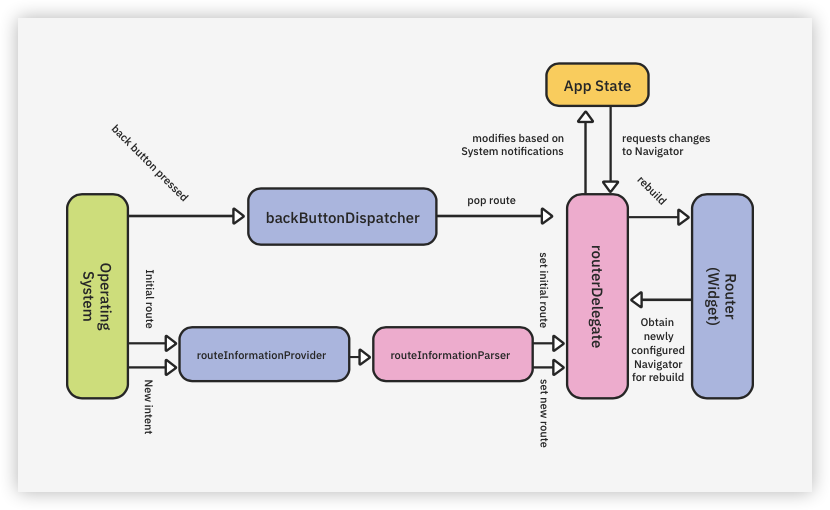 App State
back button pressed
modifies based on
System notifications
requests changes
to Navigator
rebuild
backButtonDispatcher
pop route
Operating
System
Initial route
New intent
routeInformationProvider
routeInformationParser
set initial route
set new route
routerDelegate
Router
(Widget)
Obtain
newly
configured
Navigator
for rebuild